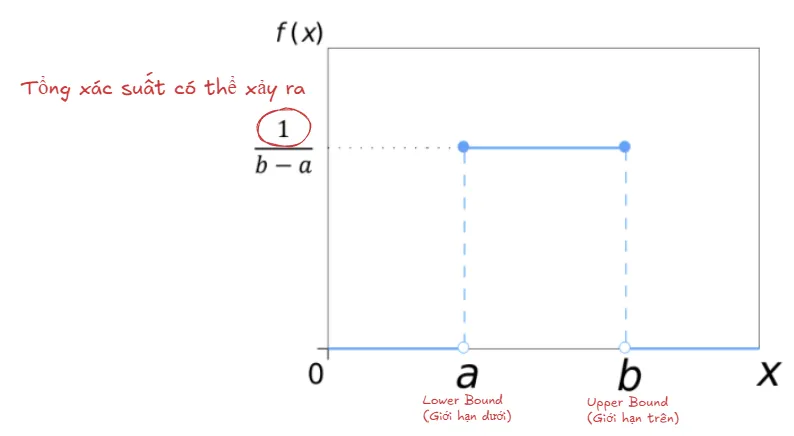 f(x)
Tổng xác suất có thể xảy ra
1
b − a
0
a
b
x
Lower Bound
(Giới hạn dưới)
Upper Bound
(Giới hạn trên)